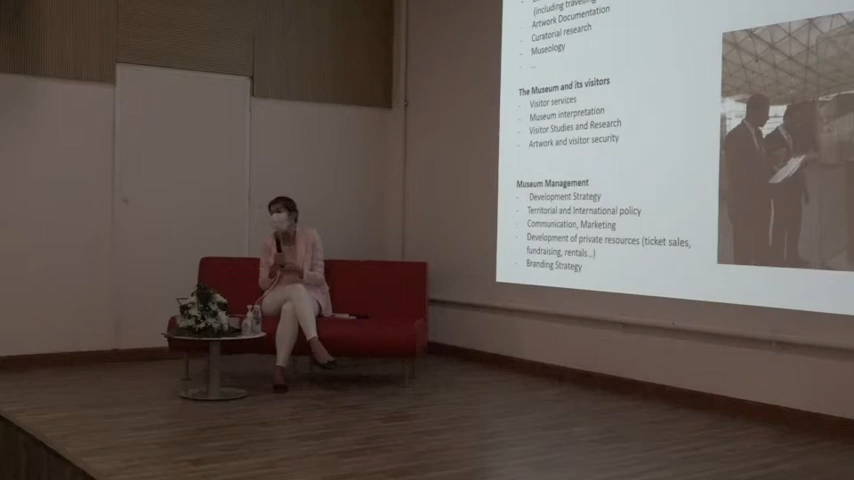 (including traveling
- Artwork Documentation
- Curatorial research
- Museology
- ...
The Museum and its visitors
- Visitor services
- Museum interpretation
- Visitor Studies and Research
- Artwork and visitor security
Museum Management
- Development Strategy
- Territorial and International policy
- Communication, Marketing
- Development of private resources (ticket sales,
fundraising, rentals...)
- Branding Strategy